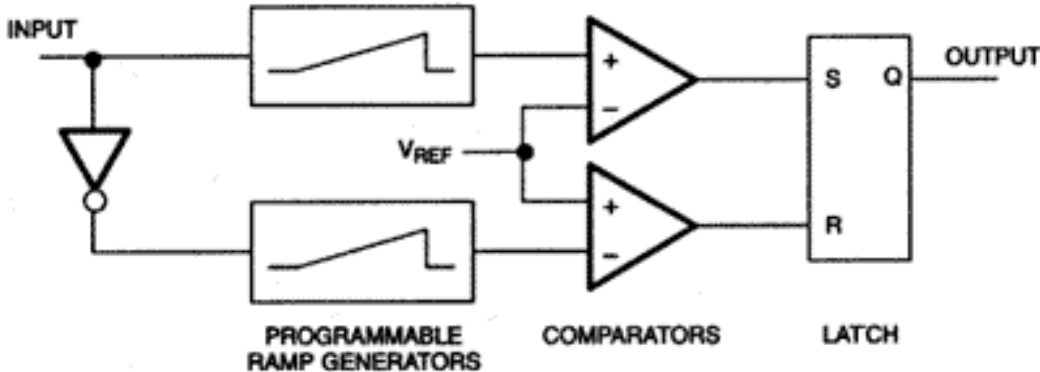 INPUT
+
−
S Q
OUTPUT
VREF
+
−
R
PROGRAMMABLE
RAMP GENERATORS
COMPARATORS
LATCH